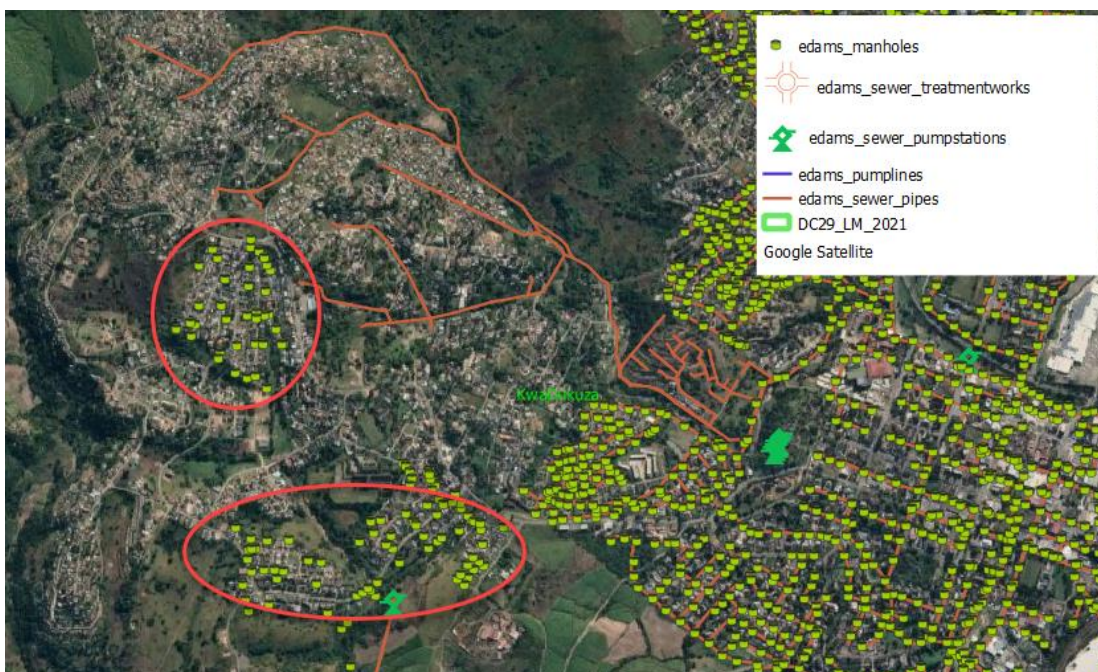 edams_manholes
edams_sewer_treatmentworks
edams_sewer_pumpstations
edams_pumplines
edams_sewer_pipes
DC29_LM_2021
Google Satellite
KwaDukuza